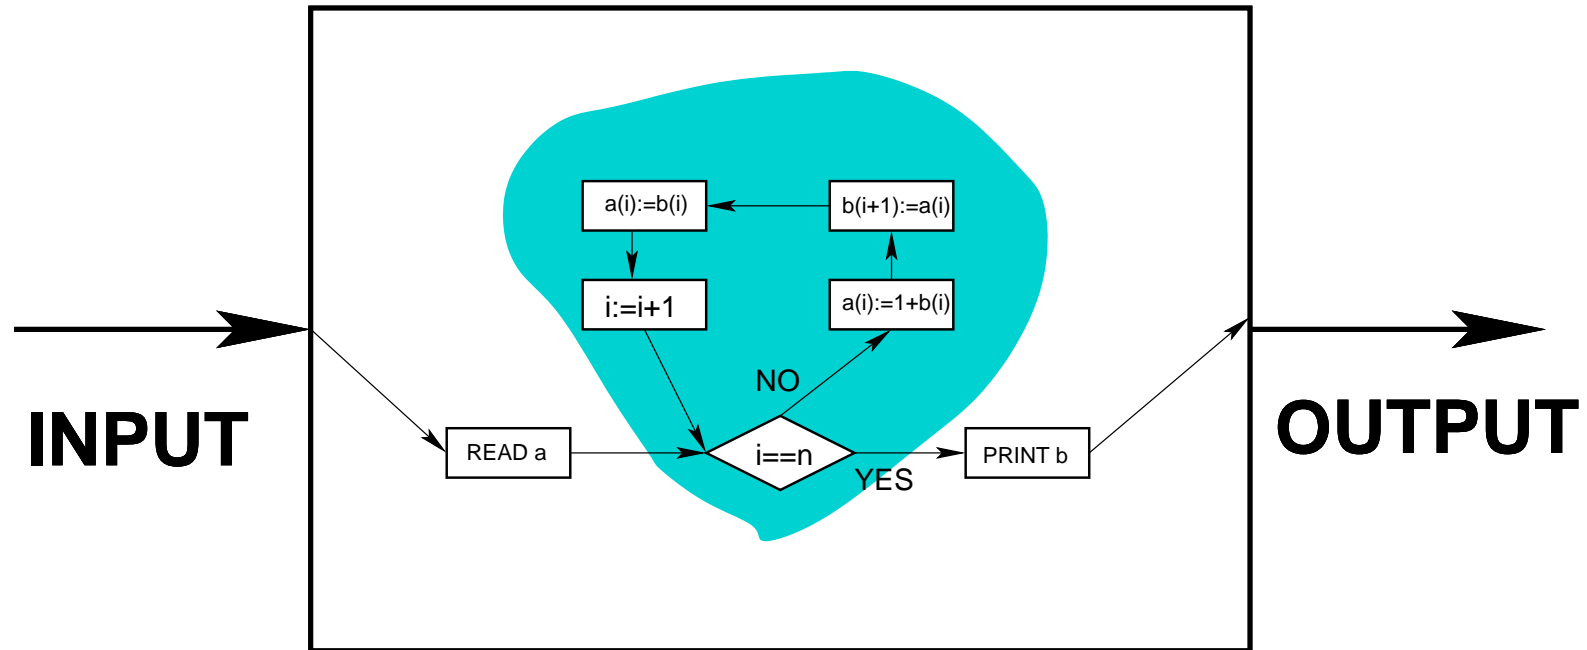 a(i):=b(i)
b(i+1):=a(i)
i:=i+1
a(i):=1+b(i)
NO
INPUT
READ a
i==n
YES
PRINT b
OUTPUT